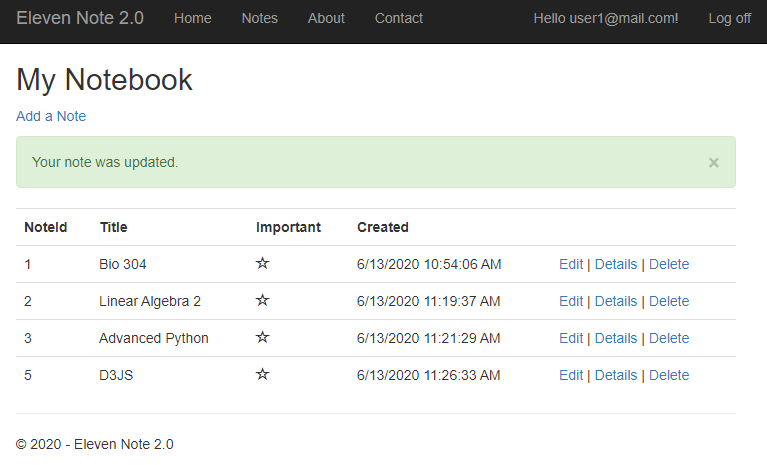 Eleven Note 2.0 Home Notes About Contact Hello user1@mail.com! Log off
My Notebook
Add a Note
Your note was updated. ×
NoteId Title Important Created
1 Bio 304 ☆ 6/13/2020 10:54:06 AM Edit | Details | Delete
2 Linear Algebra 2 ☆ 6/13/2020 11:19:37 AM Edit | Details | Delete
3 Advanced Python ☆ 6/13/2020 11:21:29 AM Edit | Details | Delete
5 D3JS ☆ 6/13/2020 11:26:33 AM Edit | Details | Delete
© 2020 - Eleven Note 2.0